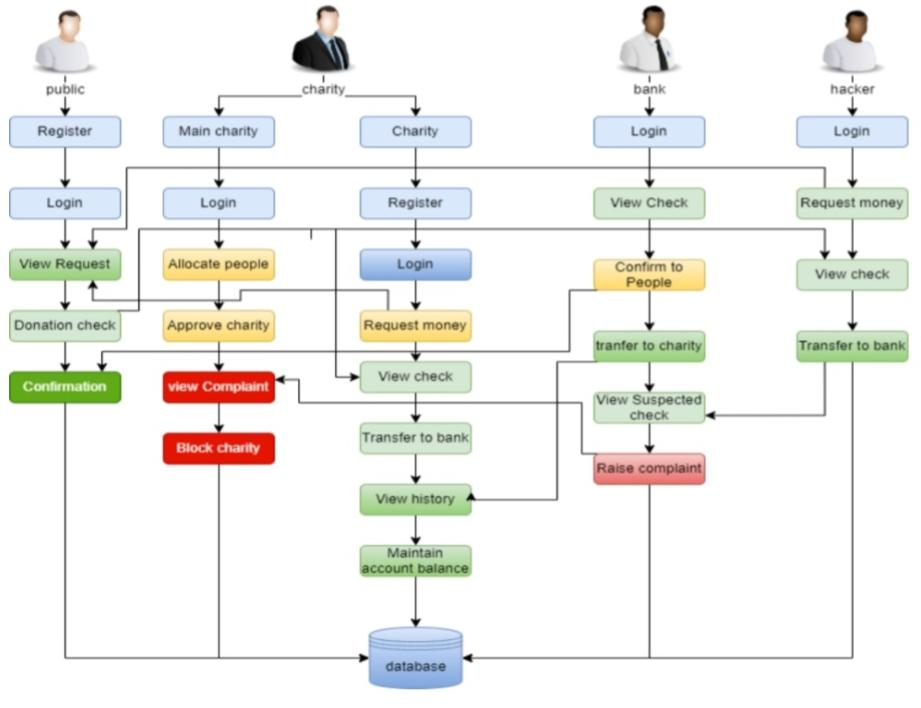 public
charity
bank
hacker
Register
Main charity
Charity
Login
Login
Login
Login
Register
View Check
Request money
View Request
Allocate people
Login
Confirm to
People
View check
Donation check
Approve charity
Request money
tranfer to charity
Transfer to bank
Confirmation
view Complaint
View check
View Suspected
check
Block charity
Transfer to bank
Raise complaint
View history
Maintain
account balance
database